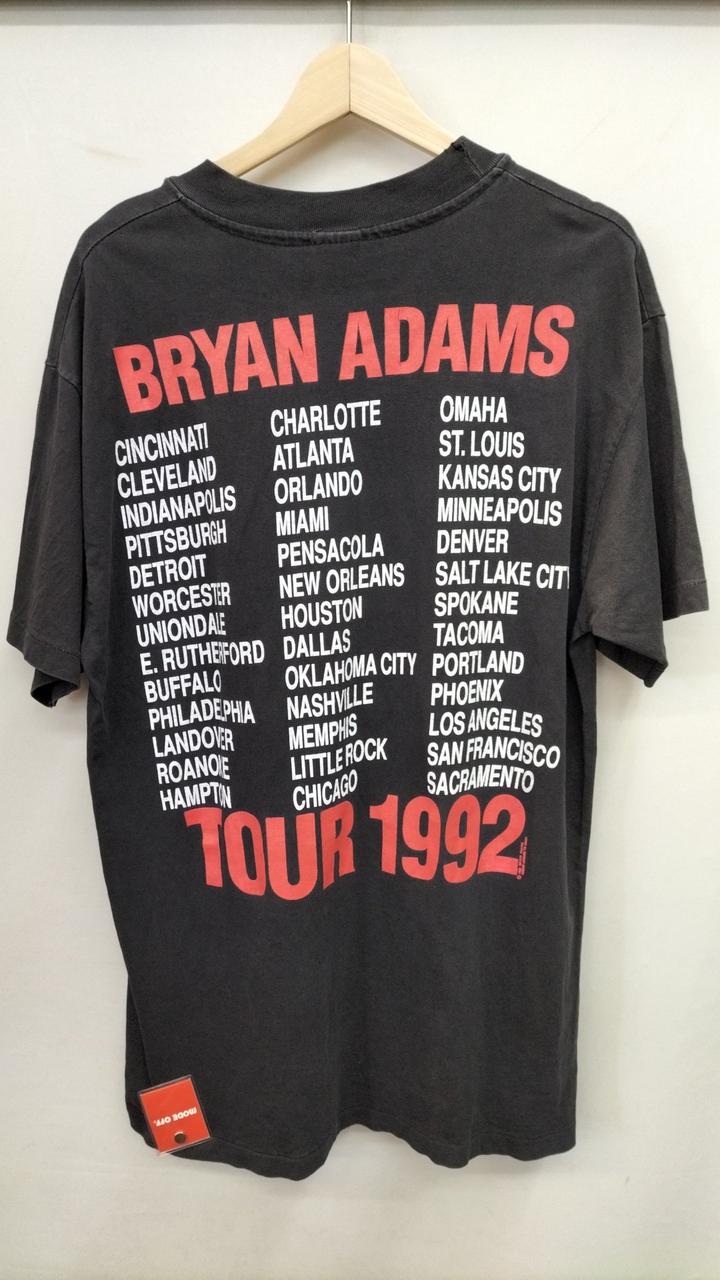 BRYAN ADAMS
CINCINNATI
CLEVELAND
INDIANAPOLIS
PITTSBURGH
DETROIT
WORCESTER
UNIONDALE
E. RUTHERFORD
BUFFALO
PHILADELPHIA
LANDOVER
ROANOKE
HAMPTON
CHARLOTTE
ATLANTA
ORLANDO
MIAMI
PENSACOLA
NEW ORLEANS
HOUSTON
DALLAS
OKLAHOMA CITY
NASHVILLE
MEMPHIS
LITTLE ROCK
CHICAGO
OMAHA
ST. LOUIS
KANSAS CITY
MINNEAPOLIS
DENVER
SALT LAKE CITY
SPOKANE
TACOMA
PORTLAND
PHOENIX
LOS ANGELES
SAN FRANCISCO
SACRAMENTO
TOUR 1992
MODE OFF.